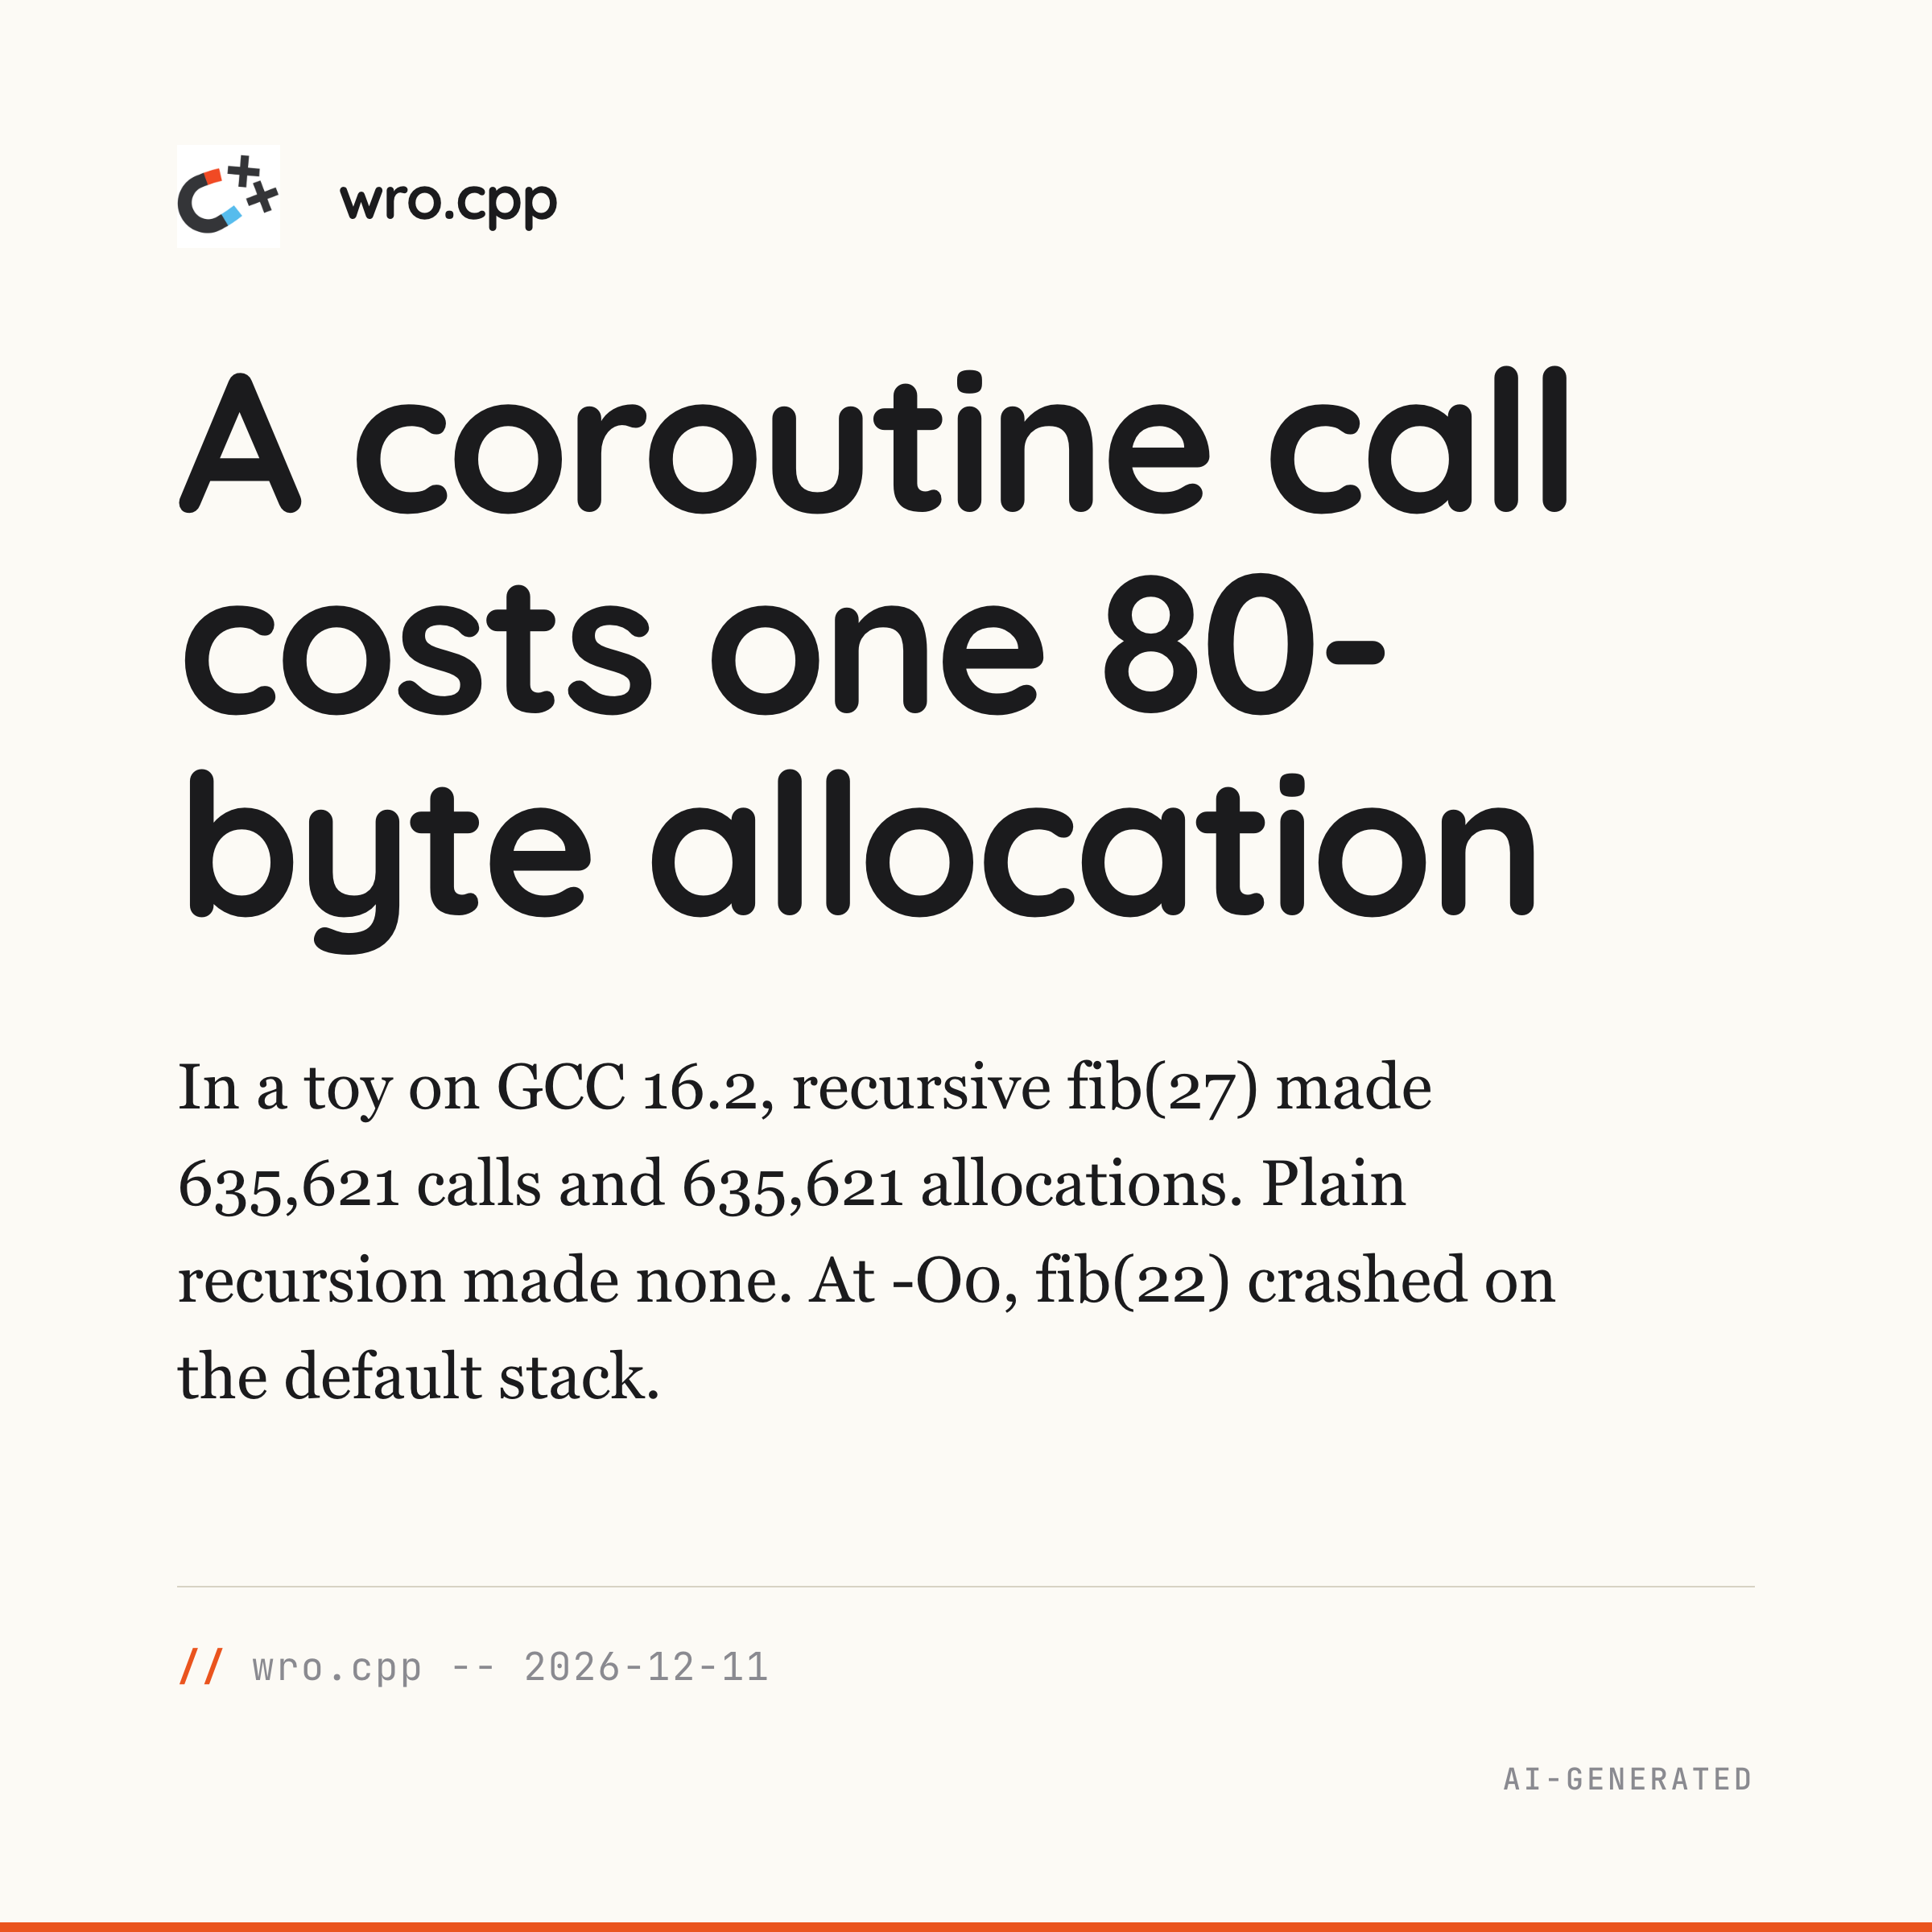 wro.cpp
A coroutine call
costs one 80-
byte allocation
In a toy on GCC 16.2, recursive fib(27) made
635,621 calls and 635,621 allocations. Plain
recursion made none. At -O0, fib(22) crashed on
the default stack.
// wro.cpp -- 2026-12-11
AI-GENERATED